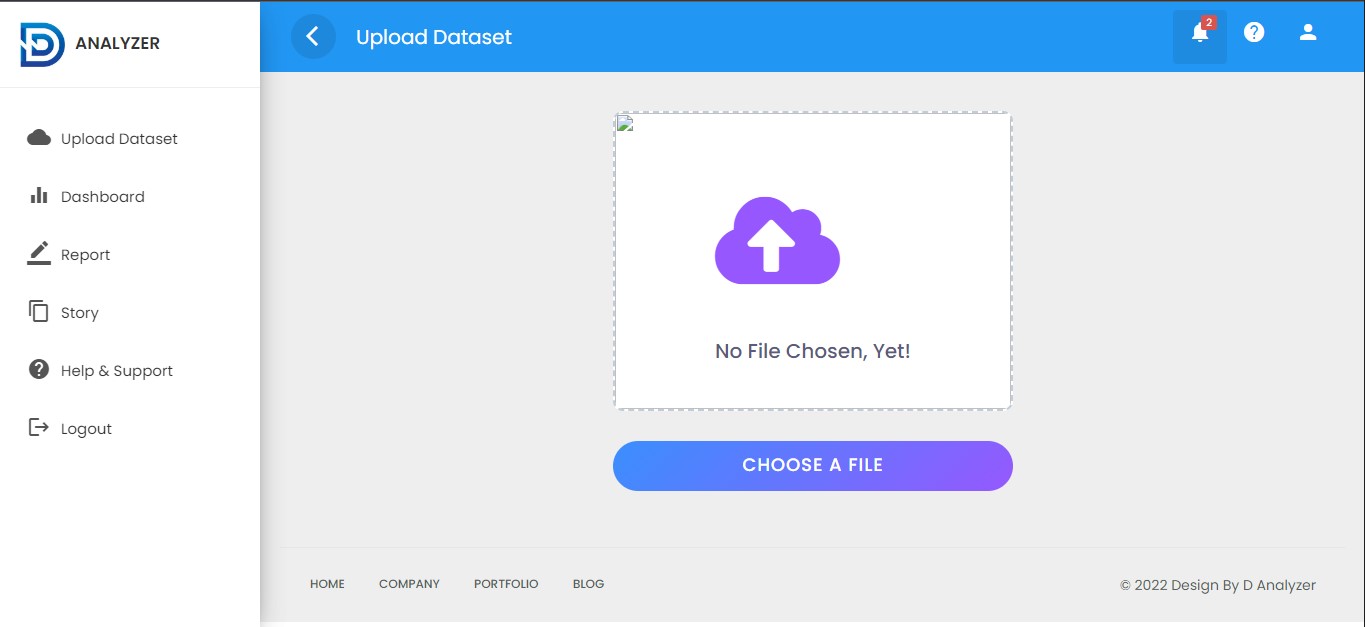 ANALYZER
Upload Dataset
2
Upload Dataset
Dashboard
Report
Story
Help & Support
Logout
No File Chosen, Yet!
CHOOSE A FILE
HOME COMPANY PORTFOLIO BLOG
© 2022 Design By D Analyzer